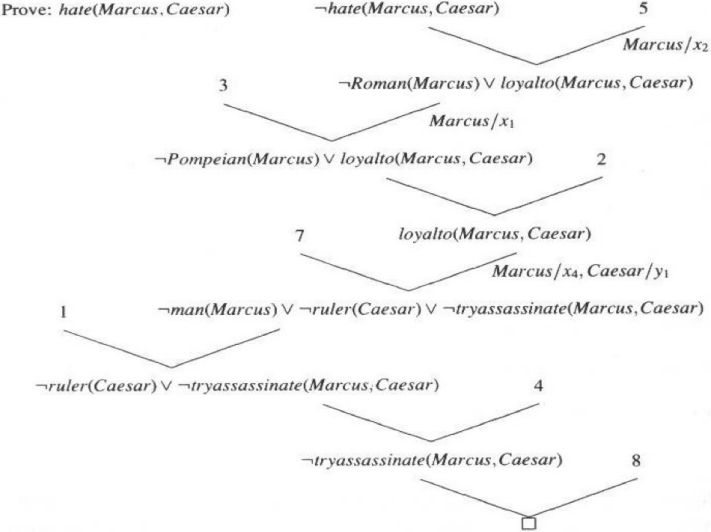 Prove: hate(Marcus, Caesar) ¬hate(Marcus, Caesar) 5
Marcus/x₂
3 ¬Roman(Marcus) ∨ loyalto(Marcus, Caesar)
Marcus/x₁
¬Pompeian(Marcus) ∨ loyalto(Marcus, Caesar) 2
7 loyalto(Marcus, Caesar)
Marcus/x₄, Caesar/y₁
1 ¬man(Marcus) ∨ ¬ruler(Caesar) ∨ ¬tryassassinate(Marcus, Caesar)
¬ruler(Caesar) ∨ ¬tryassassinate(Marcus, Caesar) 4
¬tryassassinate(Marcus, Caesar) 8